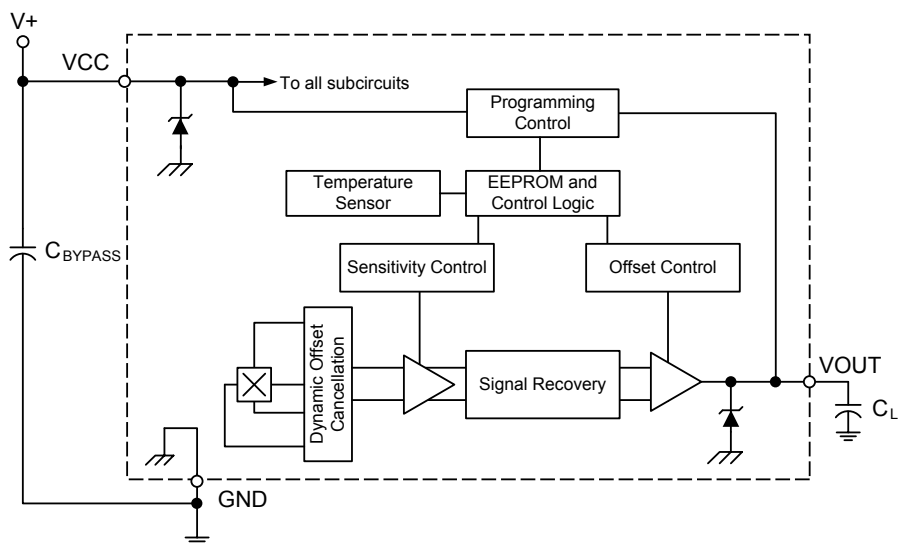 V+
VCC
To all subcircuits
Programming
Control
Temperature
Sensor
EEPROM and
Control Logic
CBYPASS
Sensitivity Control
Offset Control
Dynamic Offset
Cancellation
Signal Recovery
VOUT
CL
GND